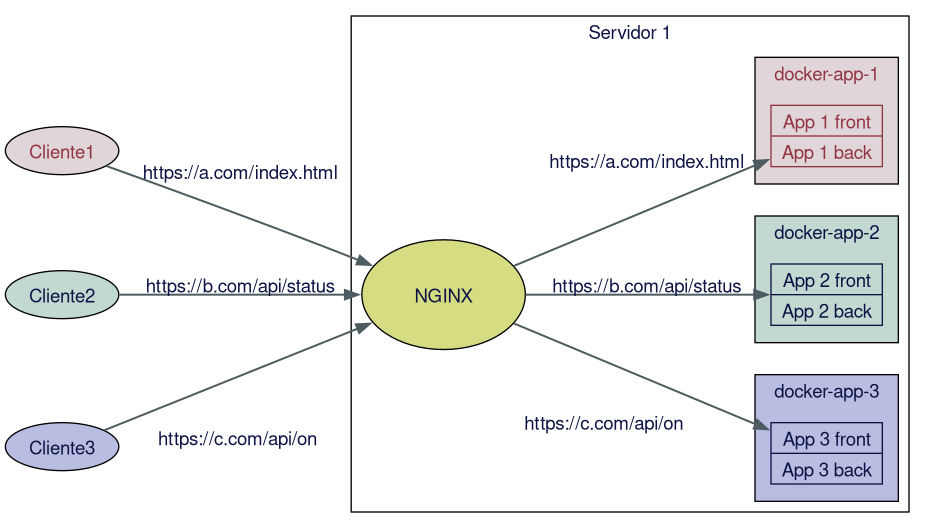 Servidor 1
docker-app-1
App 1 front
App 1 back
Cliente1
https://a.com/index.html
https://a.com/index.html
docker-app-2
App 2 front
App 2 back
Cliente2
https://b.com/api/status
NGINX
https://b.com/api/status
docker-app-3
App 3 front
App 3 back
Cliente3
https://c.com/api/on
https://c.com/api/on